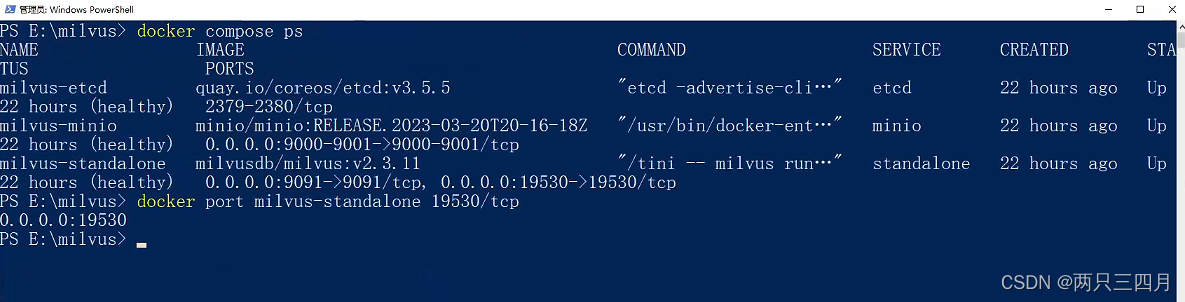 管理员: Windows PowerShell
PS E:\milvus> docker compose ps
NAME IMAGE COMMAND SERVICE CREATED STA
TUS PORTS
milvus-etcd quay.io/coreos/etcd:v3.5.5 "etcd -advertise-cli…" etcd 22 hours ago Up
22 hours (healthy) 2379-2380/tcp
milvus-minio minio/minio:RELEASE.2023-03-20T20-16-18Z "/usr/bin/docker-ent…" minio 22 hours ago Up
22 hours (healthy) 0.0.0.0:9000-9001->9000-9001/tcp
milvus-standalone milvusdb/milvus:v2.3.11 "/tini -- milvus run…" standalone 22 hours ago Up
22 hours (healthy) 0.0.0.0:9091->9091/tcp, 0.0.0.0:19530->19530/tcp
PS E:\milvus> docker port milvus-standalone 19530/tcp
0.0.0.0:19530
PS E:\milvus>
CSDN @两只三四月